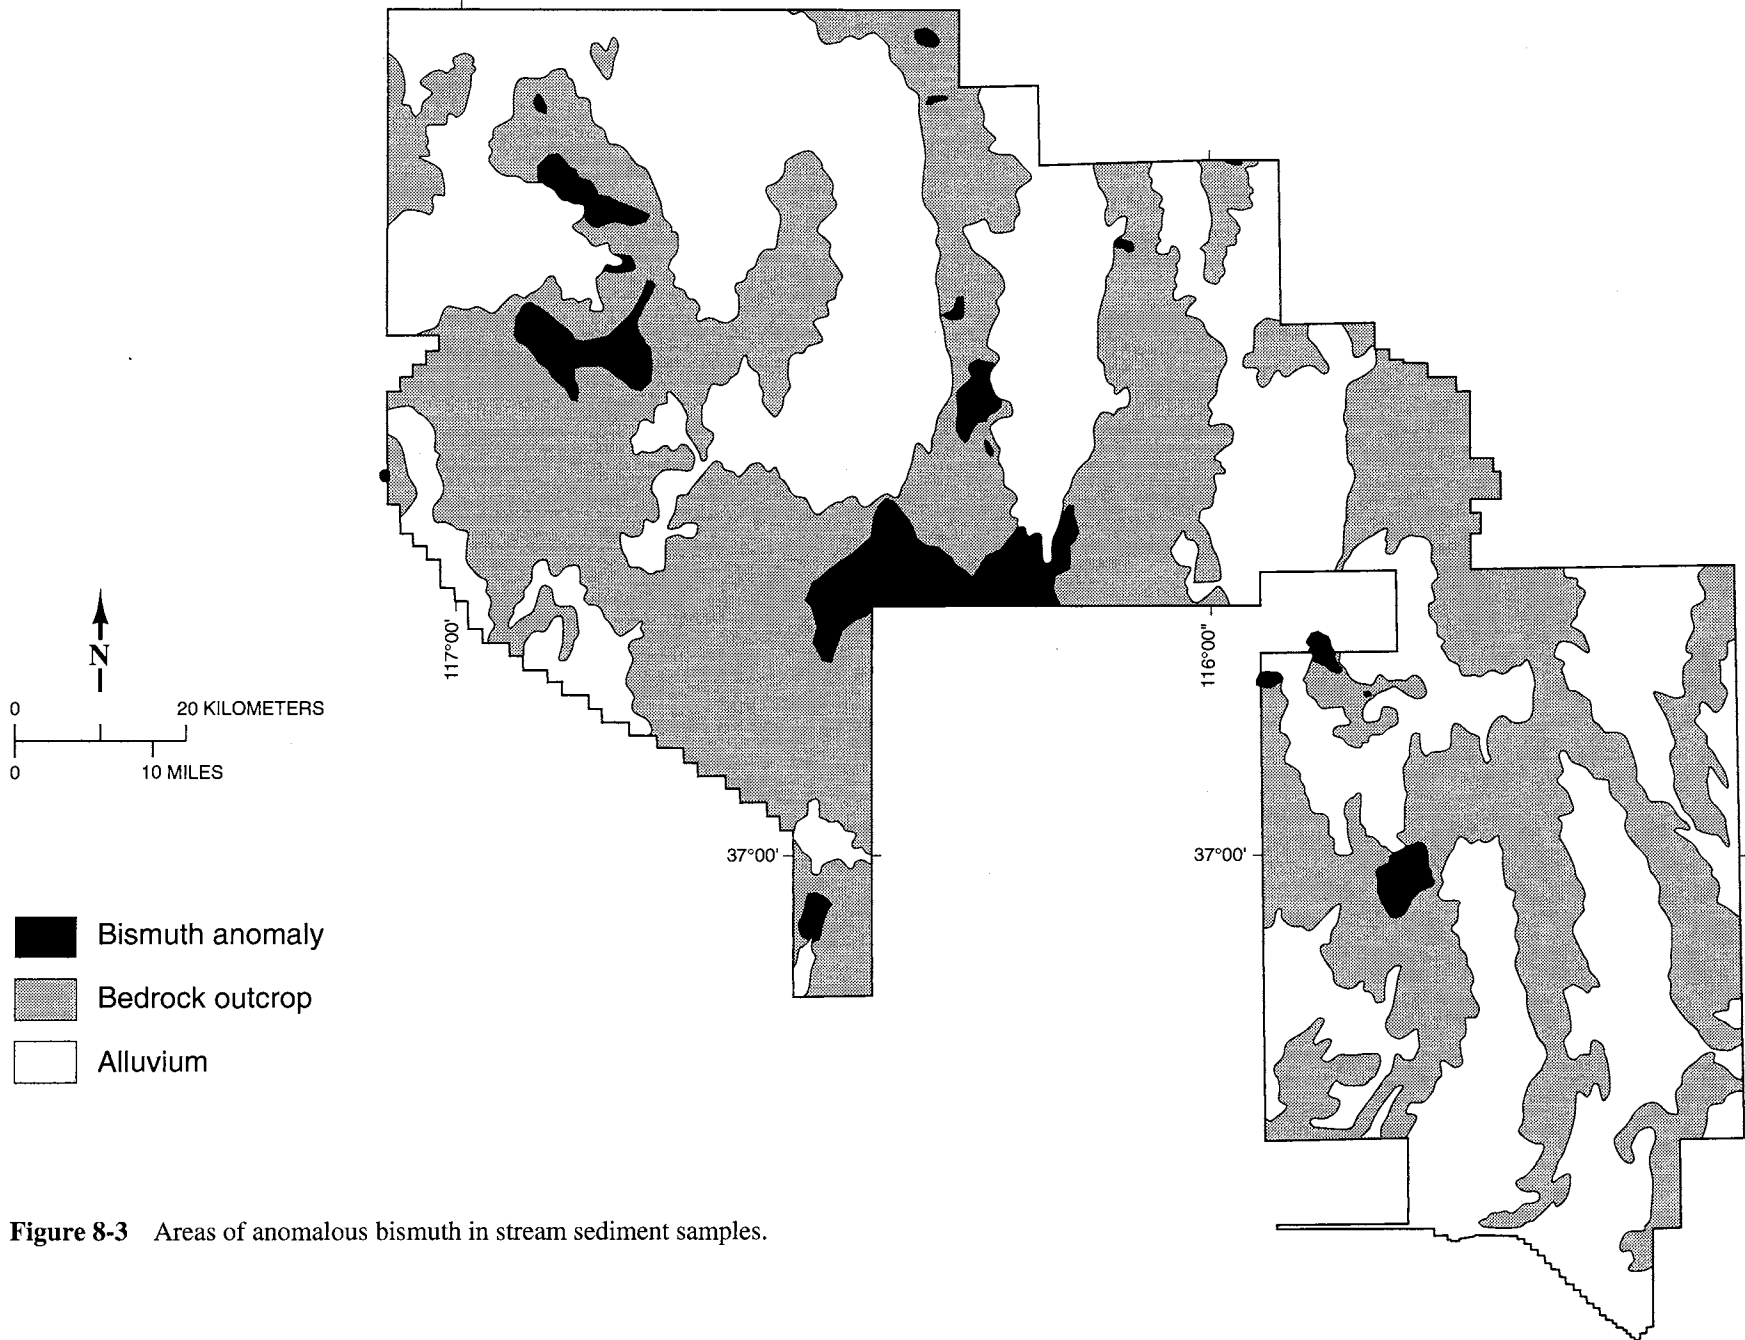 117°00'
116°00"
N
0 20 KILOMETERS
0 10 MILES
37°00'
37°00'
Bismuth anomaly
Bedrock outcrop
Alluvium
Figure 8-3 Areas of anomalous bismuth in stream sediment samples.